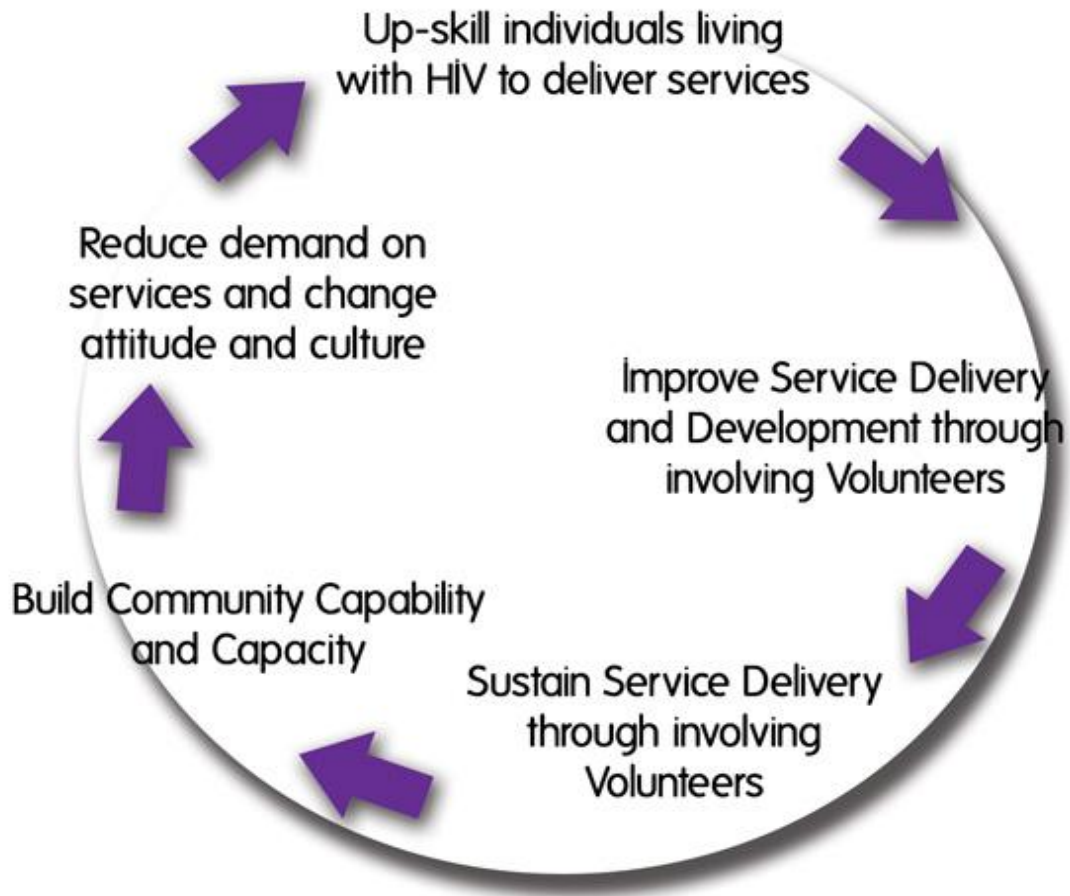 Up-skill individuals living
with HIV to deliver services
Improve Service Delivery
and Development through
involving Volunteers
Sustain Service Delivery
through involving
Volunteers
Build Community Capability
and Capacity
Reduce demand on
services and change
attitude and culture